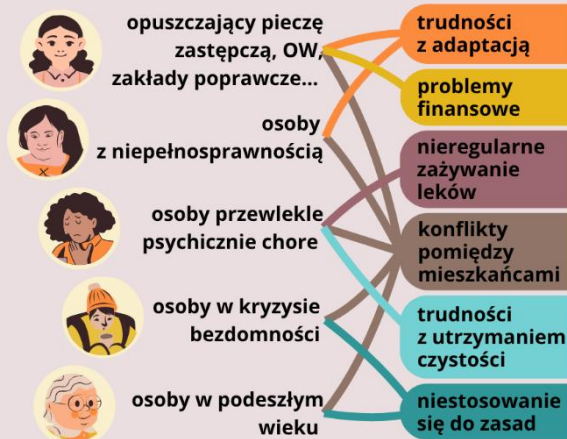 opuszczający pieczę
zastępczą, OW,
zakłady poprawcze...
osoby
z niepełnosprawnością
osoby przewlekle
psychicznie chore
osoby w kryzysie
bezdomności
osoby w podeszłym
wieku
trudności
z adaptacją
problemy
finansowe
nieregularne
zażywanie
leków
konflikty
pomiędzy
mieszkańcami
trudności
z utrzymaniem
czystości
niestosowanie
się do zasad